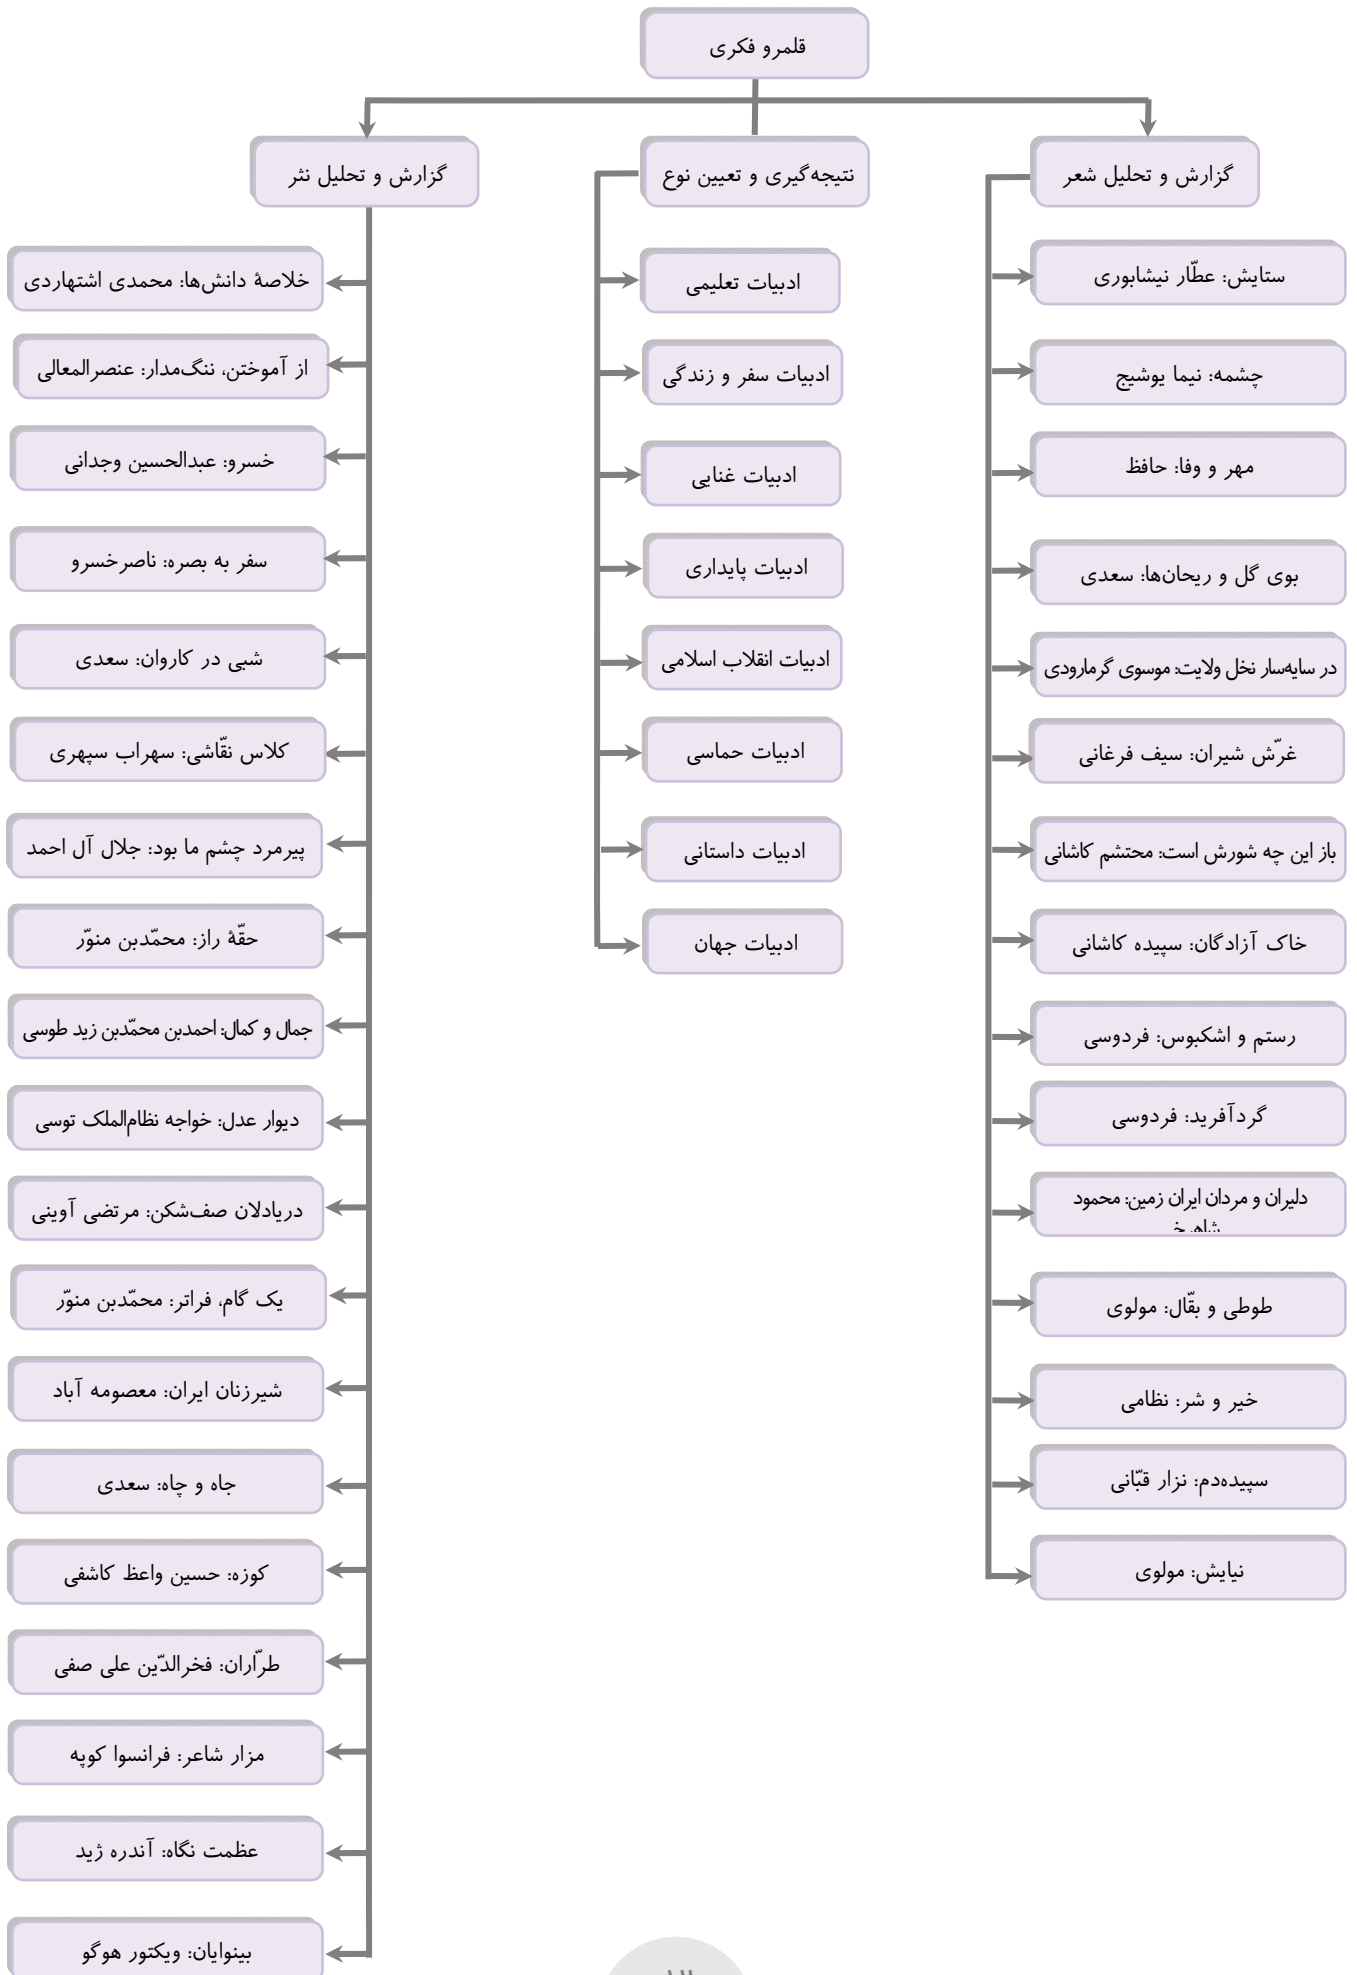 قلمرو فکری
گزارش و تحلیل شعر
ستایش: عطّار نیشابوری
چشمه: نیما یوشیج
مهر و وفا: حافظ
بوی گل و ریحان‌ها: سعدی
در سایه‌سار نخل ولایت: موسوی گرمارودی
غرّش شیران: سیف فرغانی
باز این چه شورش است: محتشم کاشانی
خاک آزادگان: سپیده کاشانی
رستم و اشکبوس: فردوسی
گردآفرید: فردوسی
دلیران و مردان ایران زمین: محمود
طوطی و بقّال: مولوی
خیر و شر: نظامی
سپیده‌دم: نزار قبّانی
نیایش: مولوی
نتیجه‌گیری و تعیین نوع
ادبیات تعلیمی
ادبیات سفر و زندگی
ادبیات غنایی
ادبیات پایداری
ادبیات انقلاب اسلامی
ادبیات حماسی
ادبیات داستانی
ادبیات جهان
گزارش و تحلیل نثر
خلاصهٔ دانش‌ها: محمدی اشتهاردی
از آموختن، ننگ‌مدار: عنصرالمعالی
خسرو: عبدالحسین وجدانی
سفر به بصره: ناصرخسرو
شبی در کاروان: سعدی
کلاس نقّاشی: سهراب سپهری
پیرمرد چشم ما بود: جلال آل احمد
حقّهٔ راز: محمّدبن منوّر
جمال و کمال: احمدبن محمّدبن زید طوسی
دیوار عدل: خواجه نظام‌الملک توسی
دریادلان صف‌شکن: مرتضی آوینی
یک گام، فراتر: محمّدبن منوّر
شیرزنان ایران: معصومه آباد
جاه و چاه: سعدی
کوزه: حسین واعظ کاشفی
طرّاران: فخرالدّین علی صفی
مزار شاعر: فرانسوا کوپه
عظمت نگاه: آندره ژید
بینوایان: ویکتور هوگو